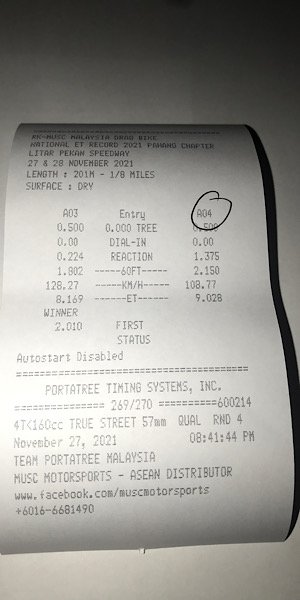 RK-MUSC MALAYSIA DRAG BIKE
NATIONAL ET RECORD 2021 PAHANG CHAPTER
LITAR PEKAN SPEEDWAY
27 & 28 NOVEMBER 2021
LENGTH : 201M - 1/8 MILES
SURFACE : DRY
A03 Entry A04
0.500 0.000 TREE 0.500
0.00 DIAL-IN 0.00
0.224 REACTION 1.375
1.802 ------60FT----- 2.150
128.27 -----KM/H----- 108.77
8.169 ------ET------ 9.028
WINNER
2.010 FIRST
STATUS
Autostart Disabled
========================================
PORTATREE TIMING SYSTEMS, INC.
=============== 269/270 ==========600214
4TX160cc TRUE STREET 57mm QUAL RND 4
November 27, 2021 08:41:44 PM
TEAM PORTATREE MALAYSIA
MUSC MOTORSPORTS - ASEAN DISTRIBUTOR
www.facebook.com/muscmotorsports
+6016-6681490